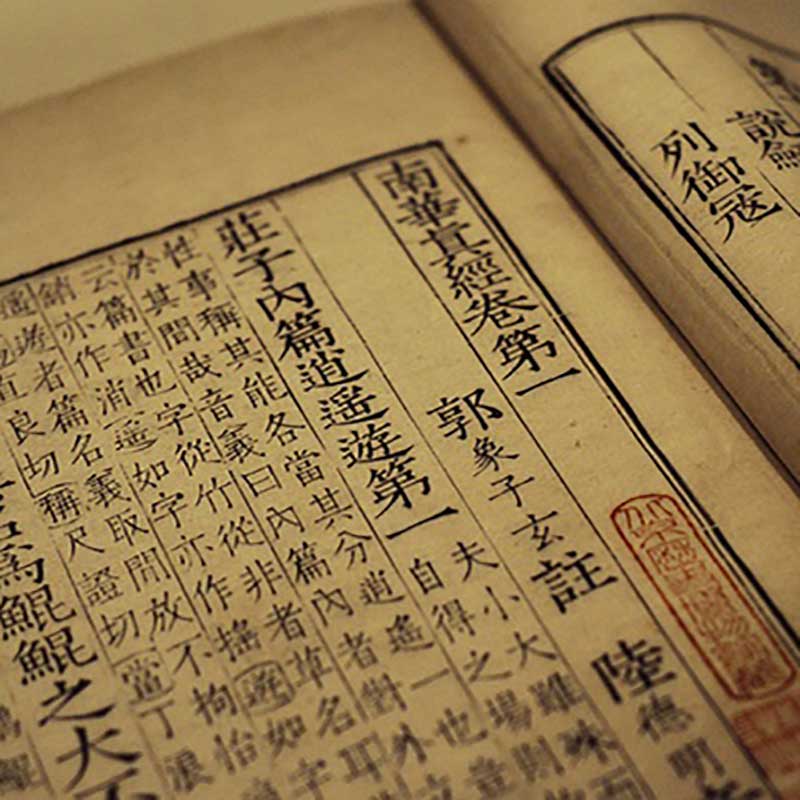 說劍
列御寇
南華真經卷第一
郭象子玄註 陸德明
莊子內篇逍遙遊第一 夫小大雖殊而
自得之場則
性事稱其能各當其分逍遙一也
於其間哉音義曰內篇內者對外
云篇書也字從竹從非者草名耳
銷亦作消遙如字亦作搖遊如字
遙遊者篇名義取閒放不拘怡
直良切稱尺證切當丁浪
名爲鯤鯤之大不